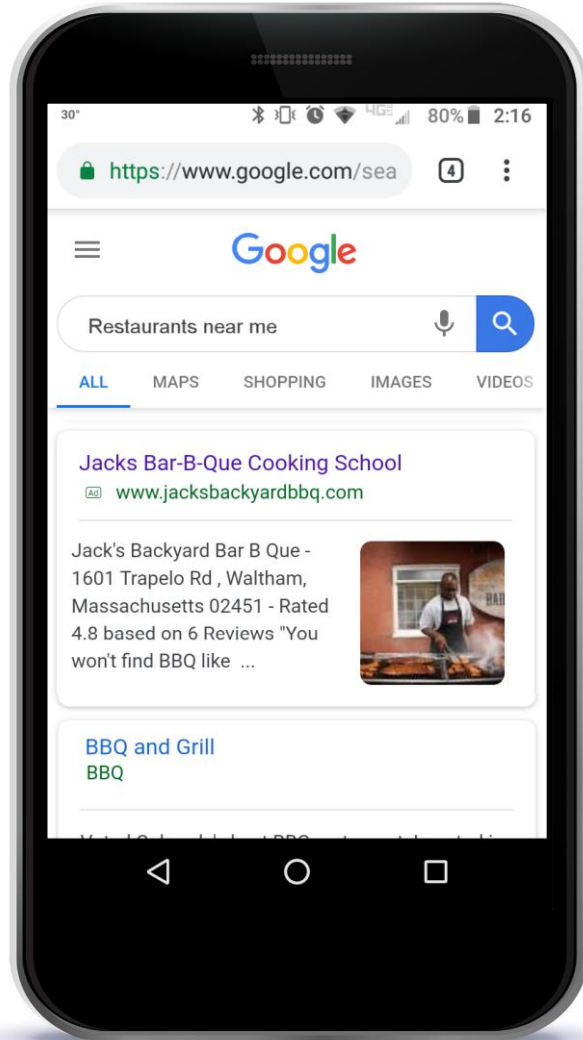 30° 4GE 80% 2:16
https://www.google.com/sea 4
Google
Restaurants near me
ALL MAPS SHOPPING IMAGES VIDEOS
Jacks Bar-B-Que Cooking School
Ad www.jacksbackyardbbq.com
Jack's Backyard Bar B Que -
1601 Trapelo Rd , Waltham,
Massachusetts 02451 - Rated
4.8 based on 6 Reviews "You
won't find BBQ like ...
BBQ and Grill
BBQ